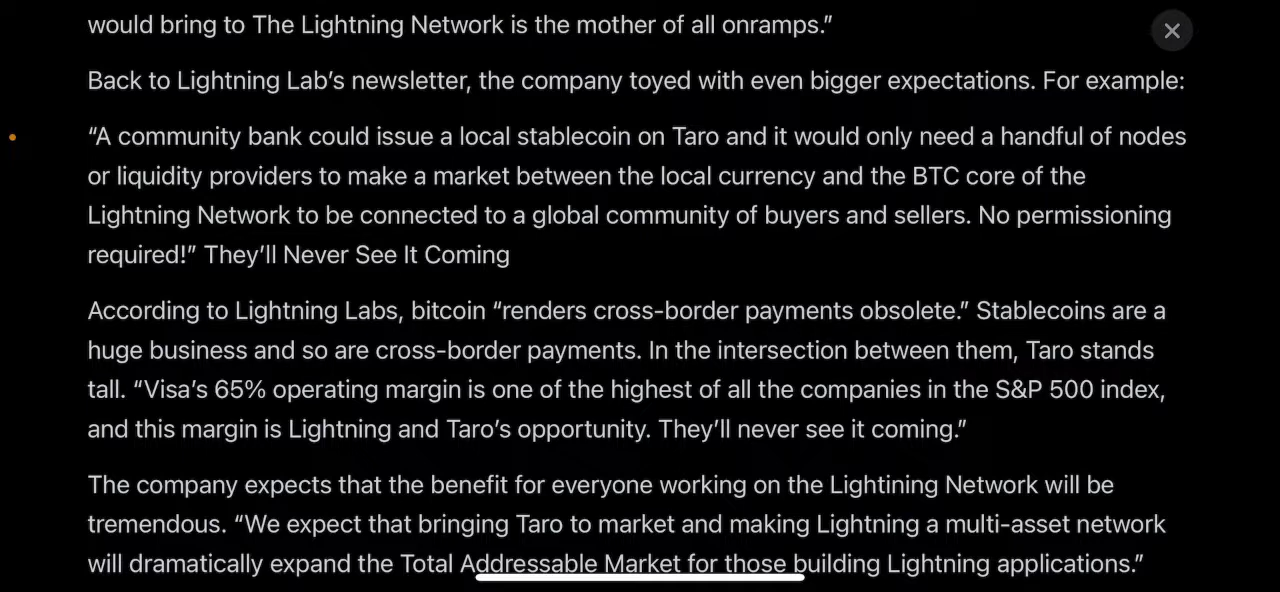 would bring to The Lightning Network is the mother of all onramps.”
Back to Lightning Lab’s newsletter, the company toyed with even bigger expectations. For example:
“A community bank could issue a local stablecoin on Taro and it would only need a handful of nodes
or liquidity providers to make a market between the local currency and the BTC core of the
Lightning Network to be connected to a global community of buyers and sellers. No permissioning
required!” They’ll Never See It Coming
According to Lightning Labs, bitcoin “renders cross-border payments obsolete.” Stablecoins are a
huge business and so are cross-border payments. In the intersection between them, Taro stands
tall. “Visa’s 65% operating margin is one of the highest of all the companies in the S&P 500 index,
and this margin is Lightning and Taro’s opportunity. They’ll never see it coming.”
The company expects that the benefit for everyone working on the Lightining Network will be
tremendous. “We expect that bringing Taro to market and making Lightning a multi-asset network
will dramatically expand the Total Addressable Market for those building Lightning applications.”